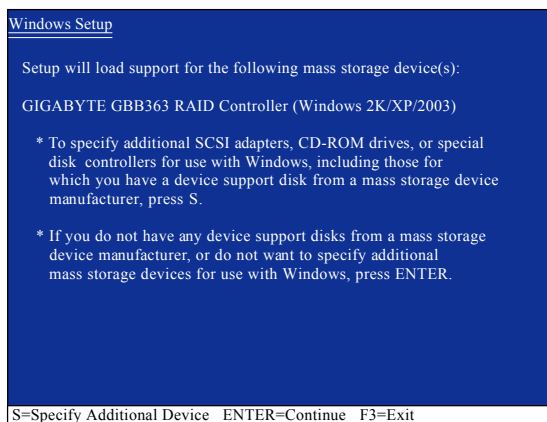 Windows Setup
Setup will load support for the following mass storage device(s):
GIGABYTE GBB363 RAID Controller (Windows 2K/XP/2003)
* To specify additional SCSI adapters, CD-ROM drives, or special
disk controllers for use with Windows, including those for
which you have a device support disk from a mass storage device
manufacturer, press S.
* If you do not have any device support disks from a mass storage
device manufacturer, or do not want to specify additional
mass storage devices for use with Windows, press ENTER.
S=Specify Additional Device ENTER=Continue F3=Exit